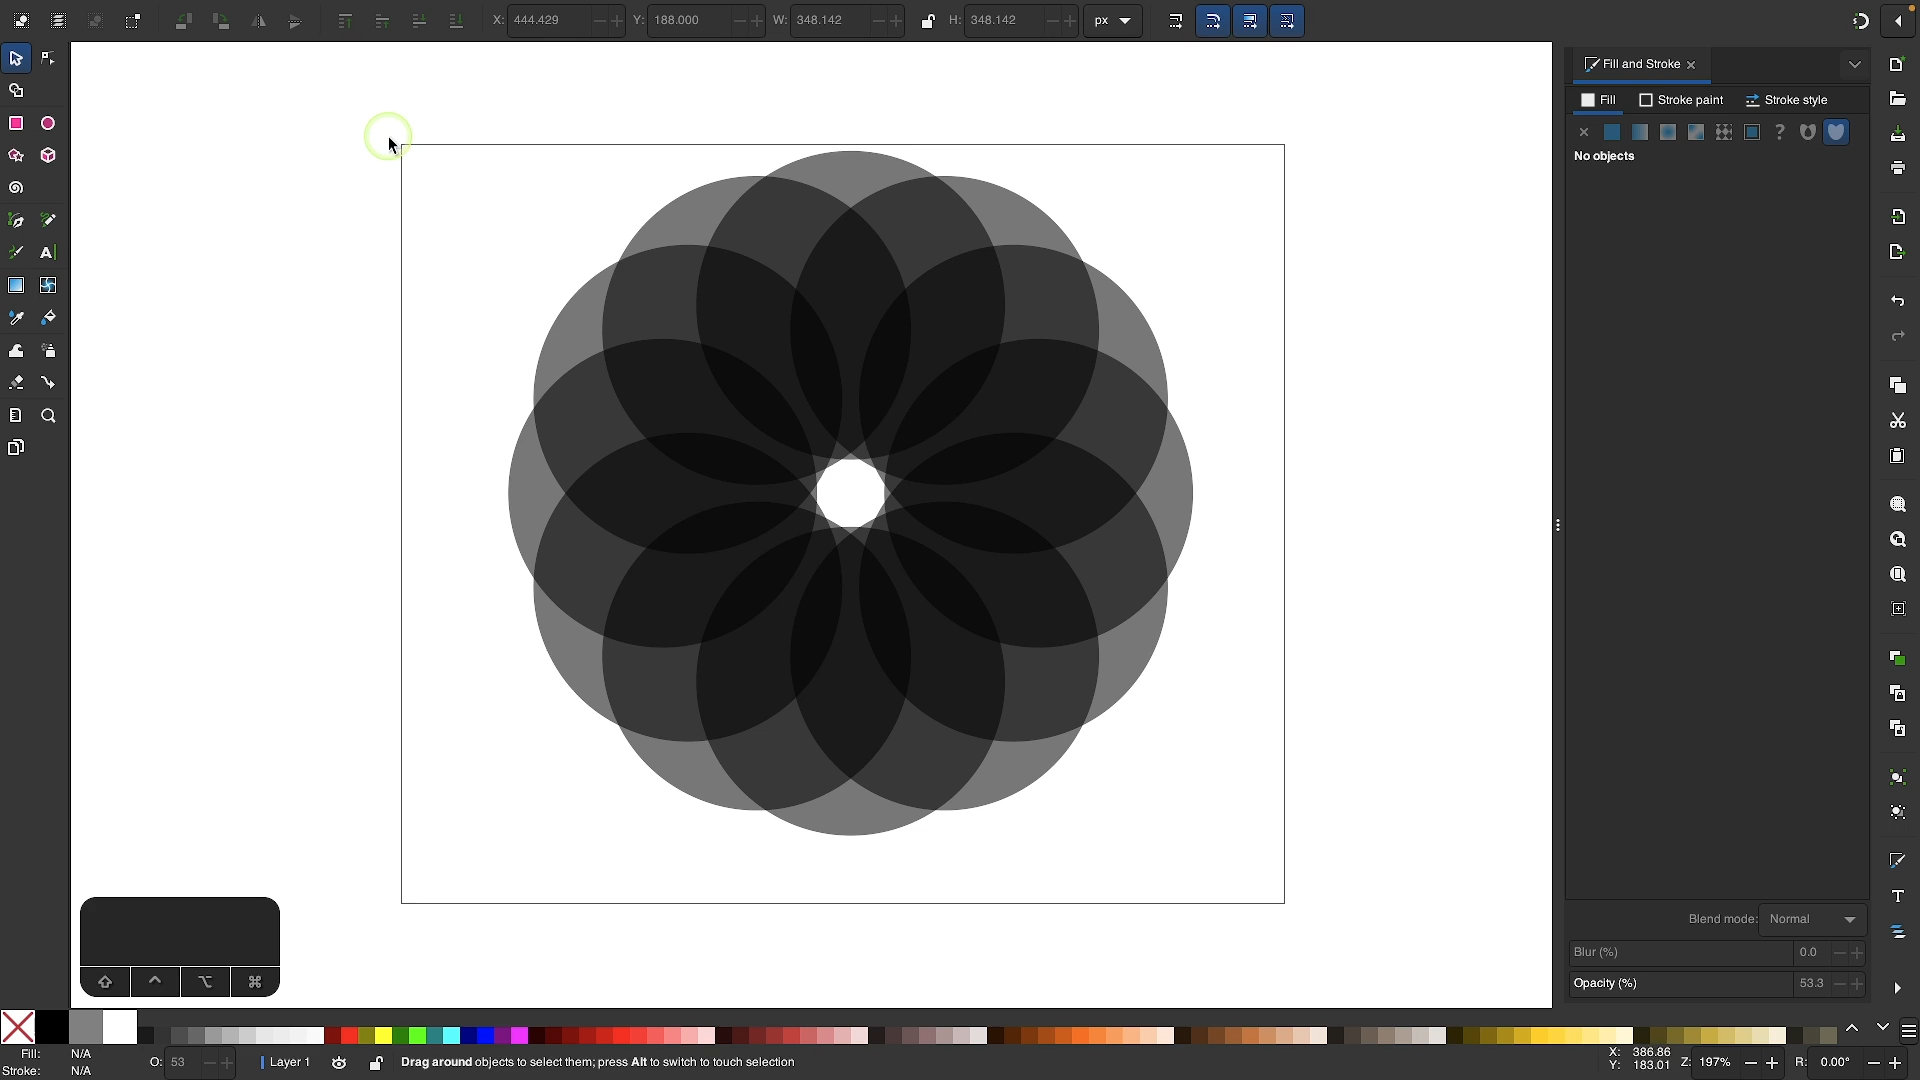 X: 444.429
Y: 188.000
W: 348.142
H: 348.142
px
Fill and Stroke
Fill
Stroke paint
Stroke style
No objects
Blend mode: Normal
Blur (%) 0.0
Opacity (%) 53.3
Fill: N/A
Stroke: N/A
O: 53
Layer 1
Drag around objects to select them; press Alt to switch to touch selection
X: 386.86
Y: 183.01
Z: 197%
R: 0.00°